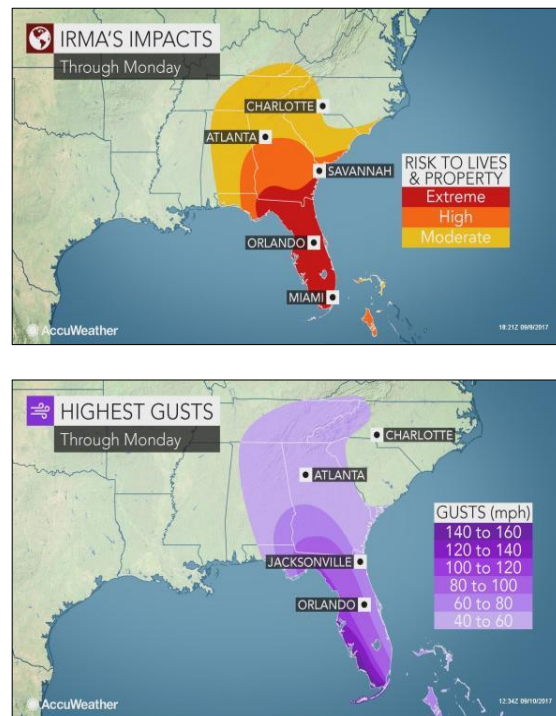 IRMA'S IMPACTS
Through Monday
CHARLOTTE
ATLANTA
SAVANNAH
RISK TO LIVES
& PROPERTY
Extreme
High
Moderate
ORLANDO
MIAMI
AccuWeather
18:21Z 09/9/2017
HIGHEST GUSTS
Through Monday
CHARLOTTE
ATLANTA
GUSTS (mph)
140 to 160
120 to 140
100 to 120
80 to 100
60 to 80
40 to 60
JACKSONVILLE
ORLANDO
AccuWeather
12:34Z 09/10/2017